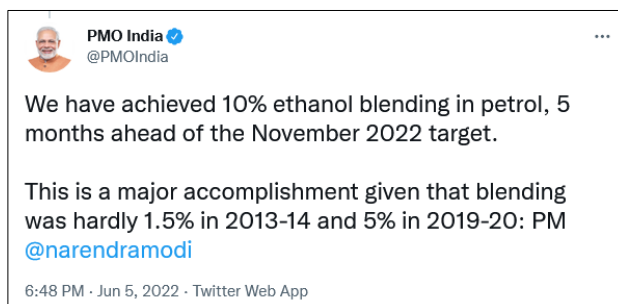 PMO India
@PMOIndia
We have achieved 10% ethanol blending in petrol, 5
months ahead of the November 2022 target.
This is a major accomplishment given that blending
was hardly 1.5% in 2013-14 and 5% in 2019-20: PM
@narendramodi
6:48 PM · Jun 5, 2022 · Twitter Web App